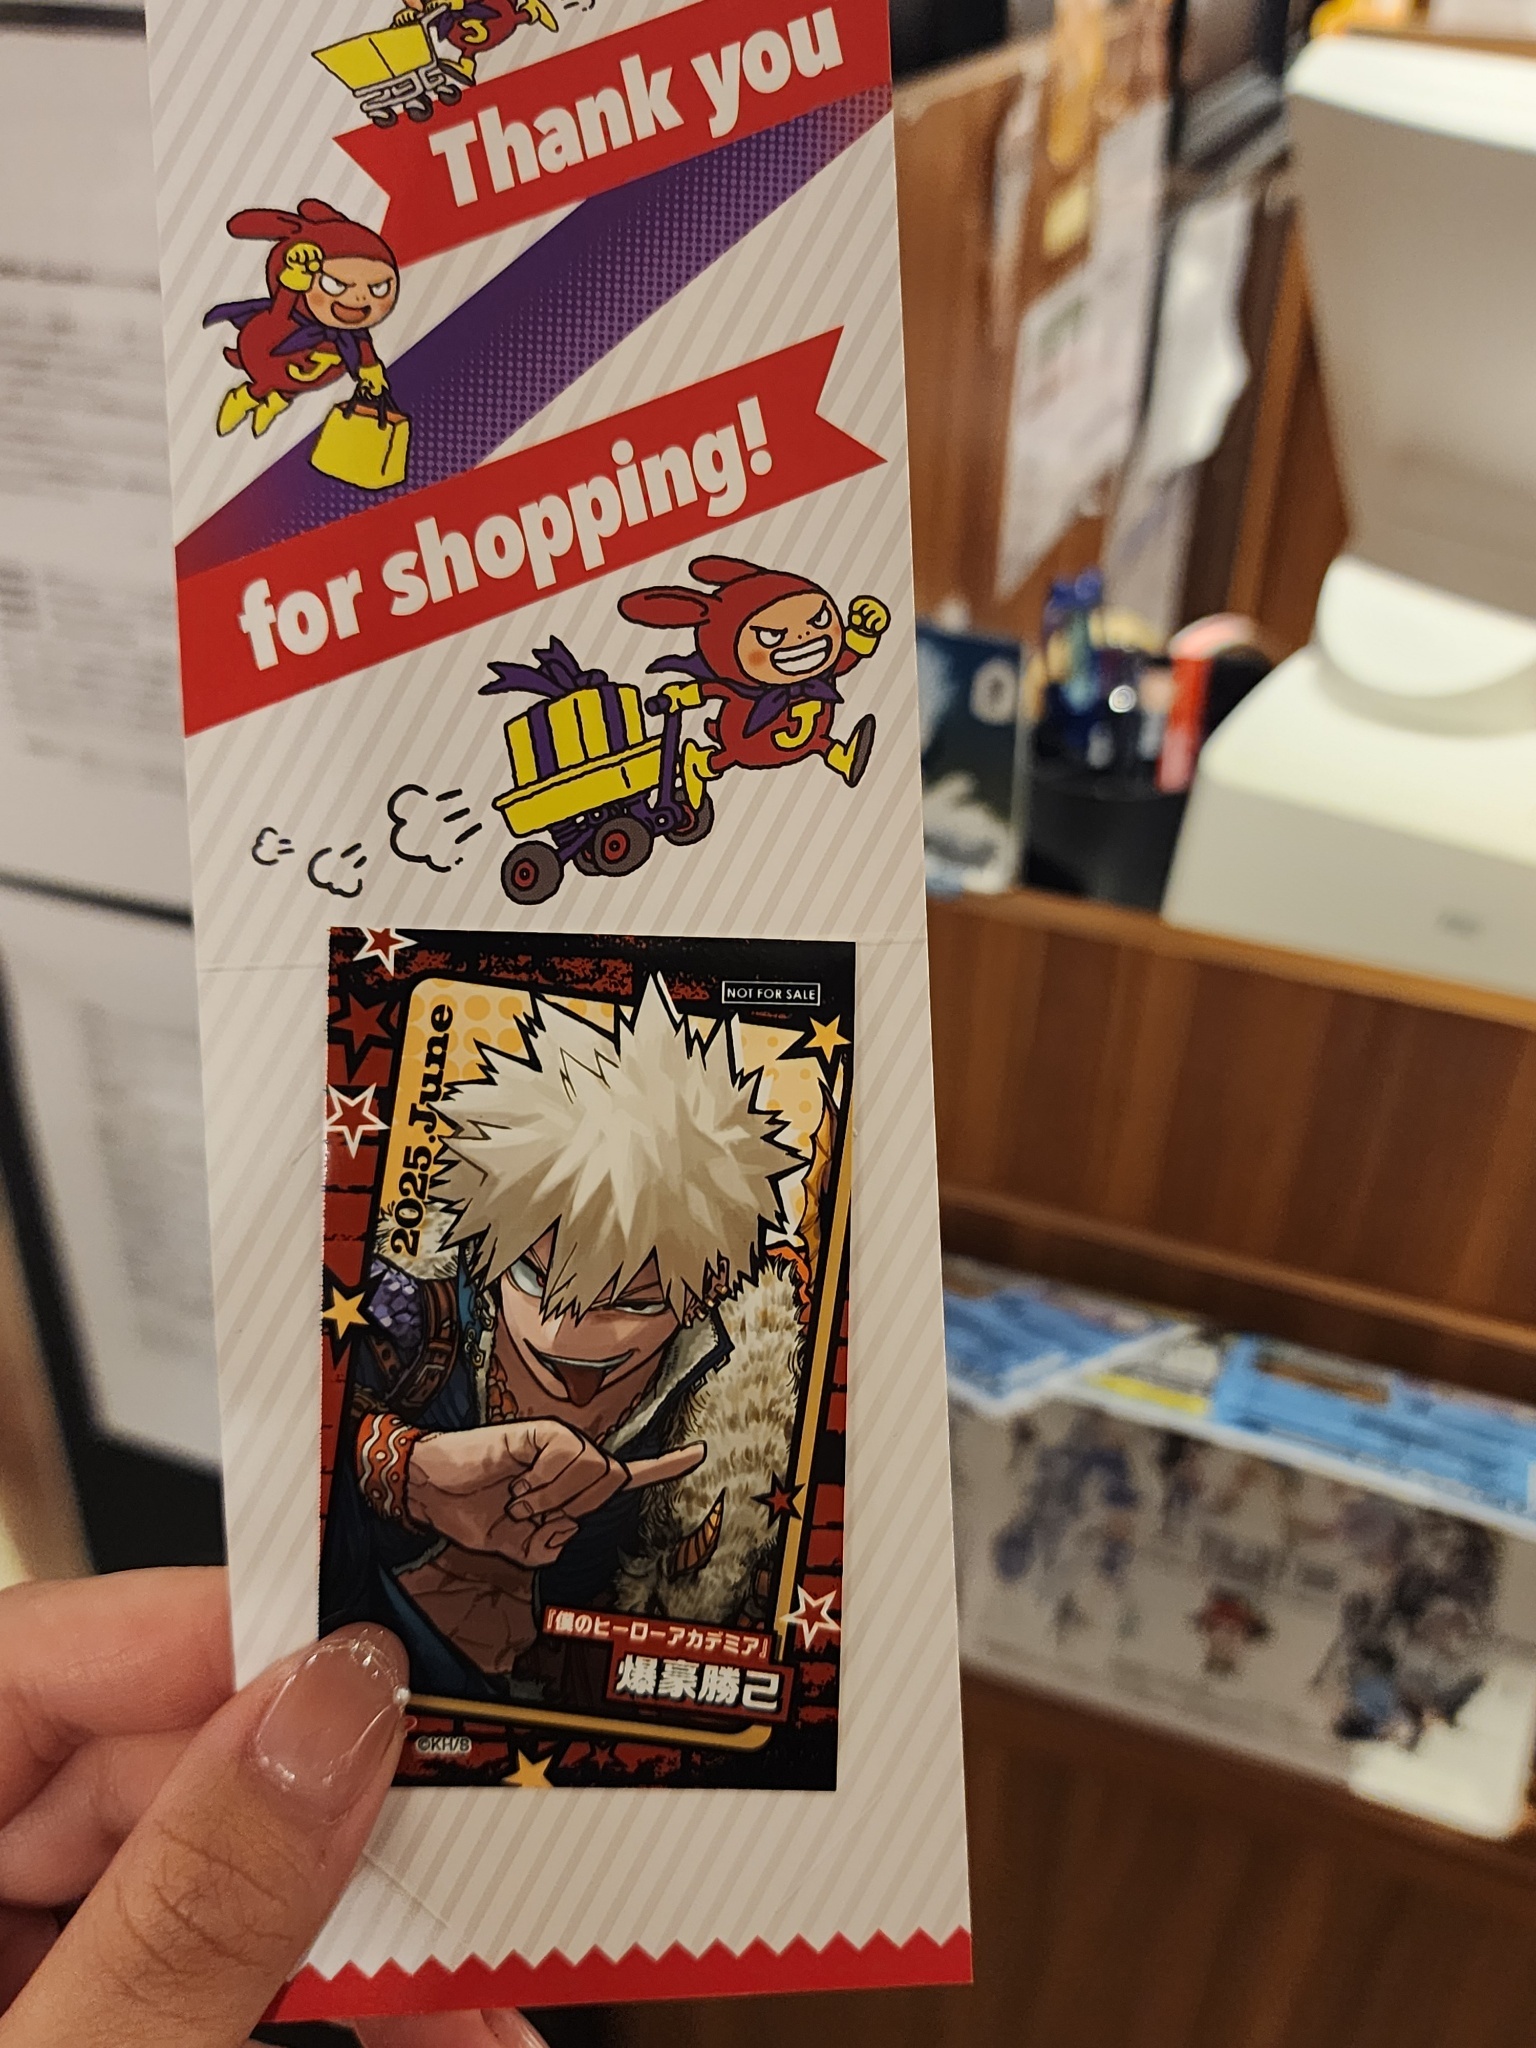 Thank you
for shopping!
NOT FOR SALE
2025.June
『僕のヒーローアカデミア』
爆豪勝己
©KH/S
J
J
J